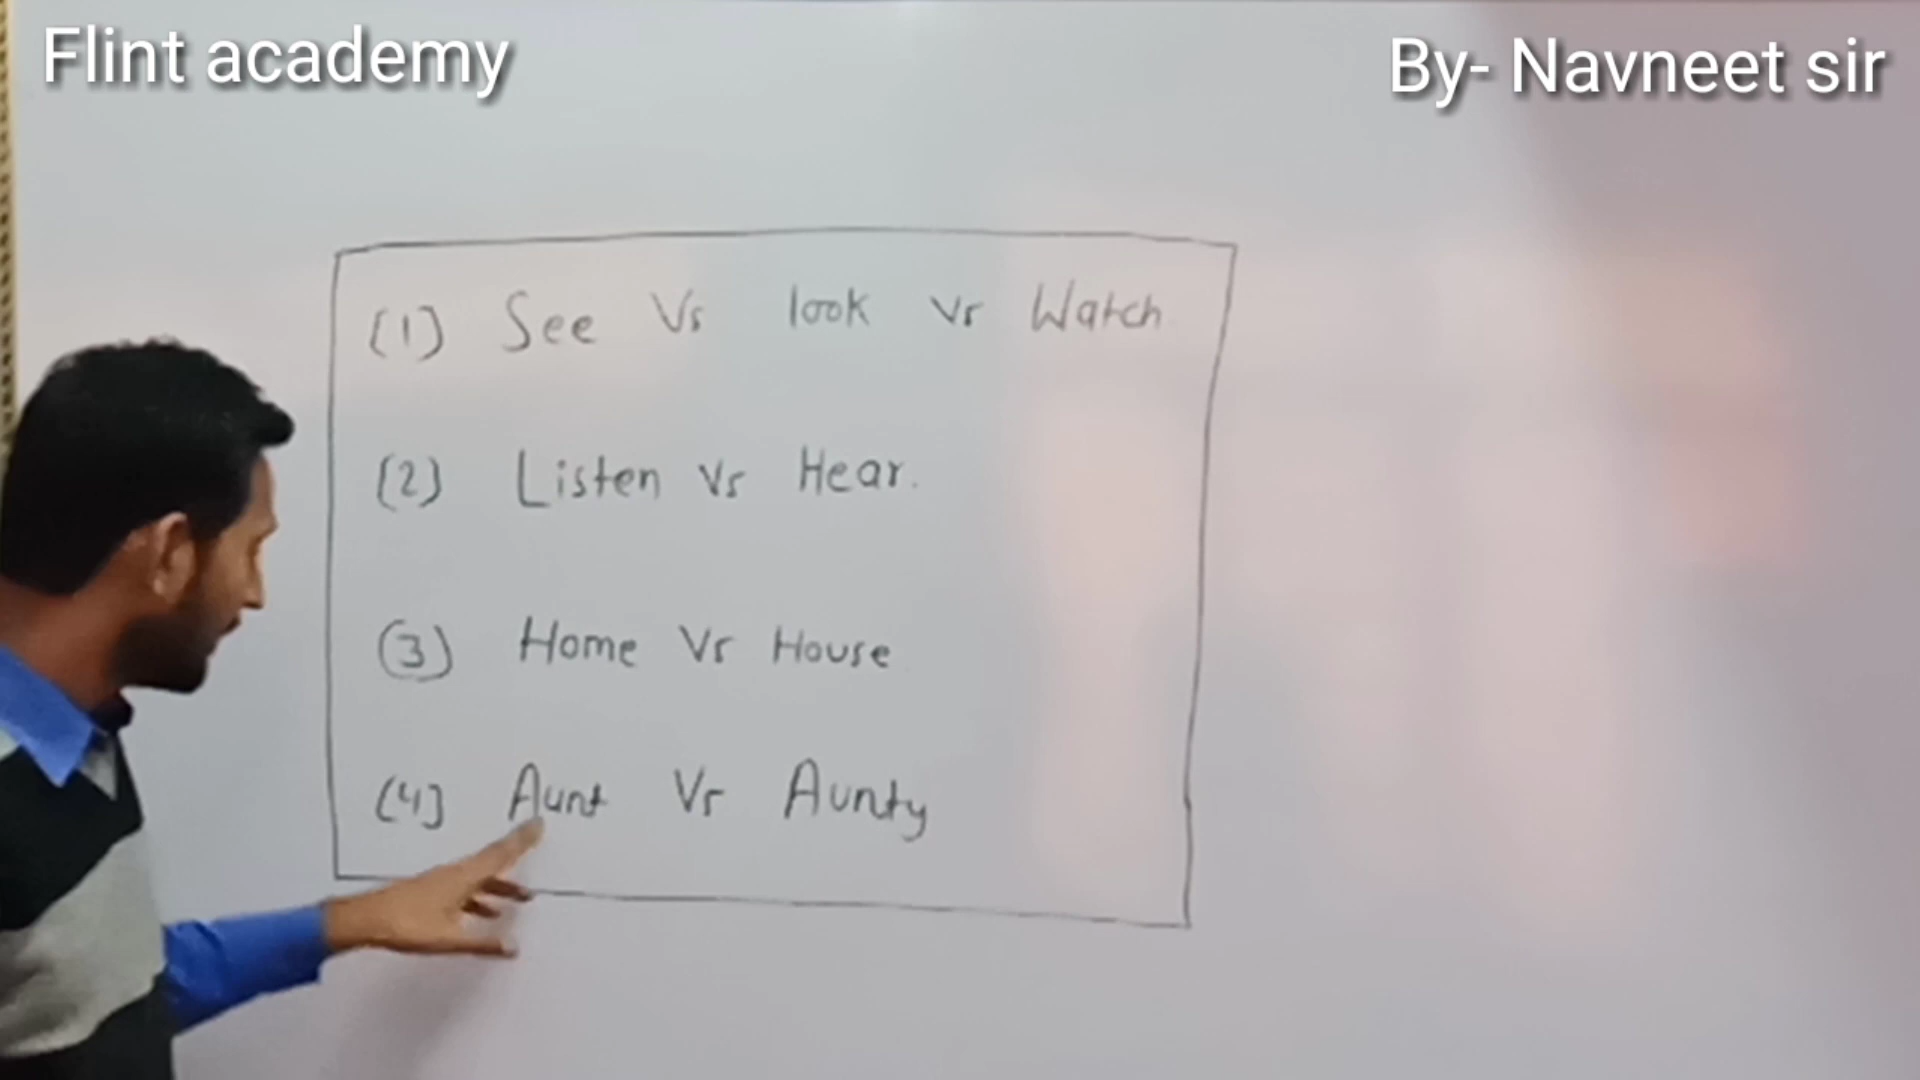 Flint academy
By- Navneet sir
(1) See Vs look Vs Watch
(2) Listen Vs Hear.
(3) Home Vs House
(4) Aunt Vs Aunty